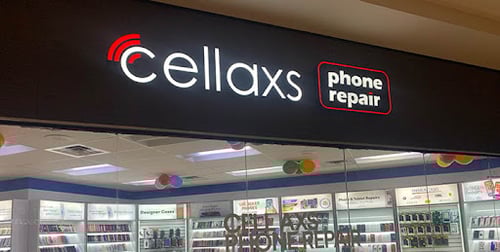 cellaxs
phone
repair
Designer Cases
CELLAXS
PHONE REPAIR